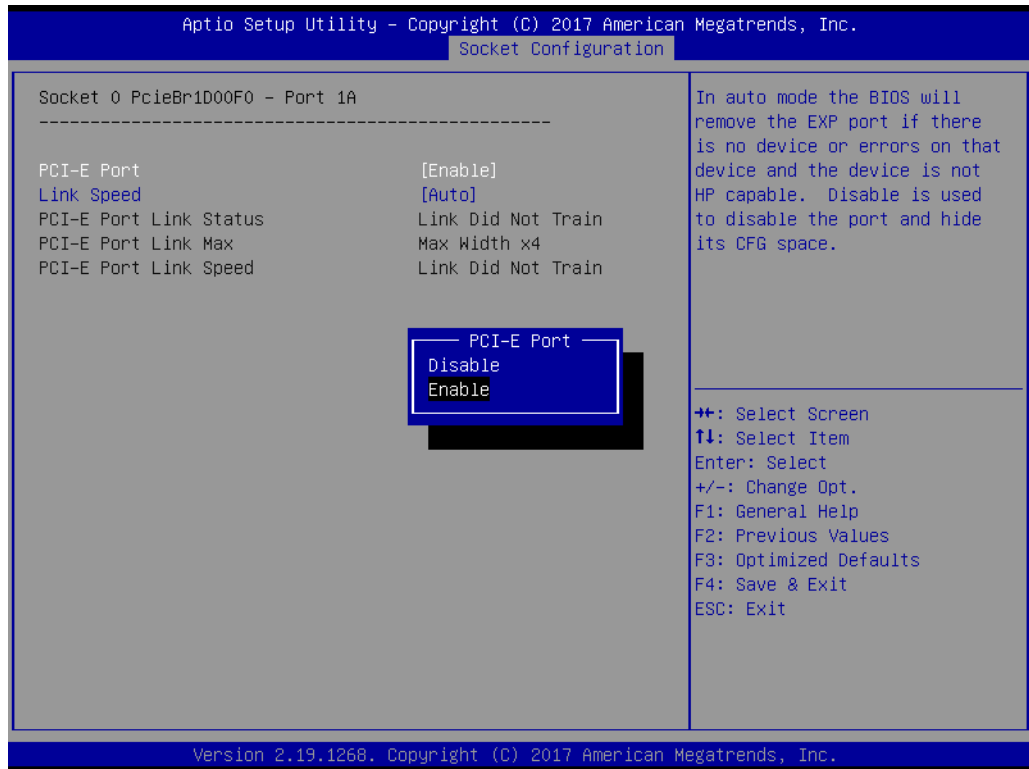 Aptio Setup Utility – Copyright (C) 2017 American Megatrends, Inc.
Socket Configuration
Socket 0 PcieBr1D00F0 – Port 1A
--------------------------------------------------
PCI-E Port [Enable]
Link Speed [Auto]
PCI-E Port Link Status Link Did Not Train
PCI-E Port Link Max Max Width x4
PCI-E Port Link Speed Link Did Not Train
PCI-E Port
Disable
Enable
In auto mode the BIOS will
remove the EXP port if there
is no device or errors on that
device and the device is not
HP capable.  Disable is used
to disable the port and hide
its CFG space.
→←: Select Screen
↑↓: Select Item
Enter: Select
+/-: Change Opt.
F1: General Help
F2: Previous Values
F3: Optimized Defaults
F4: Save & Exit
ESC: Exit
Version 2.19.1268. Copyright (C) 2017 American Megatrends, Inc.